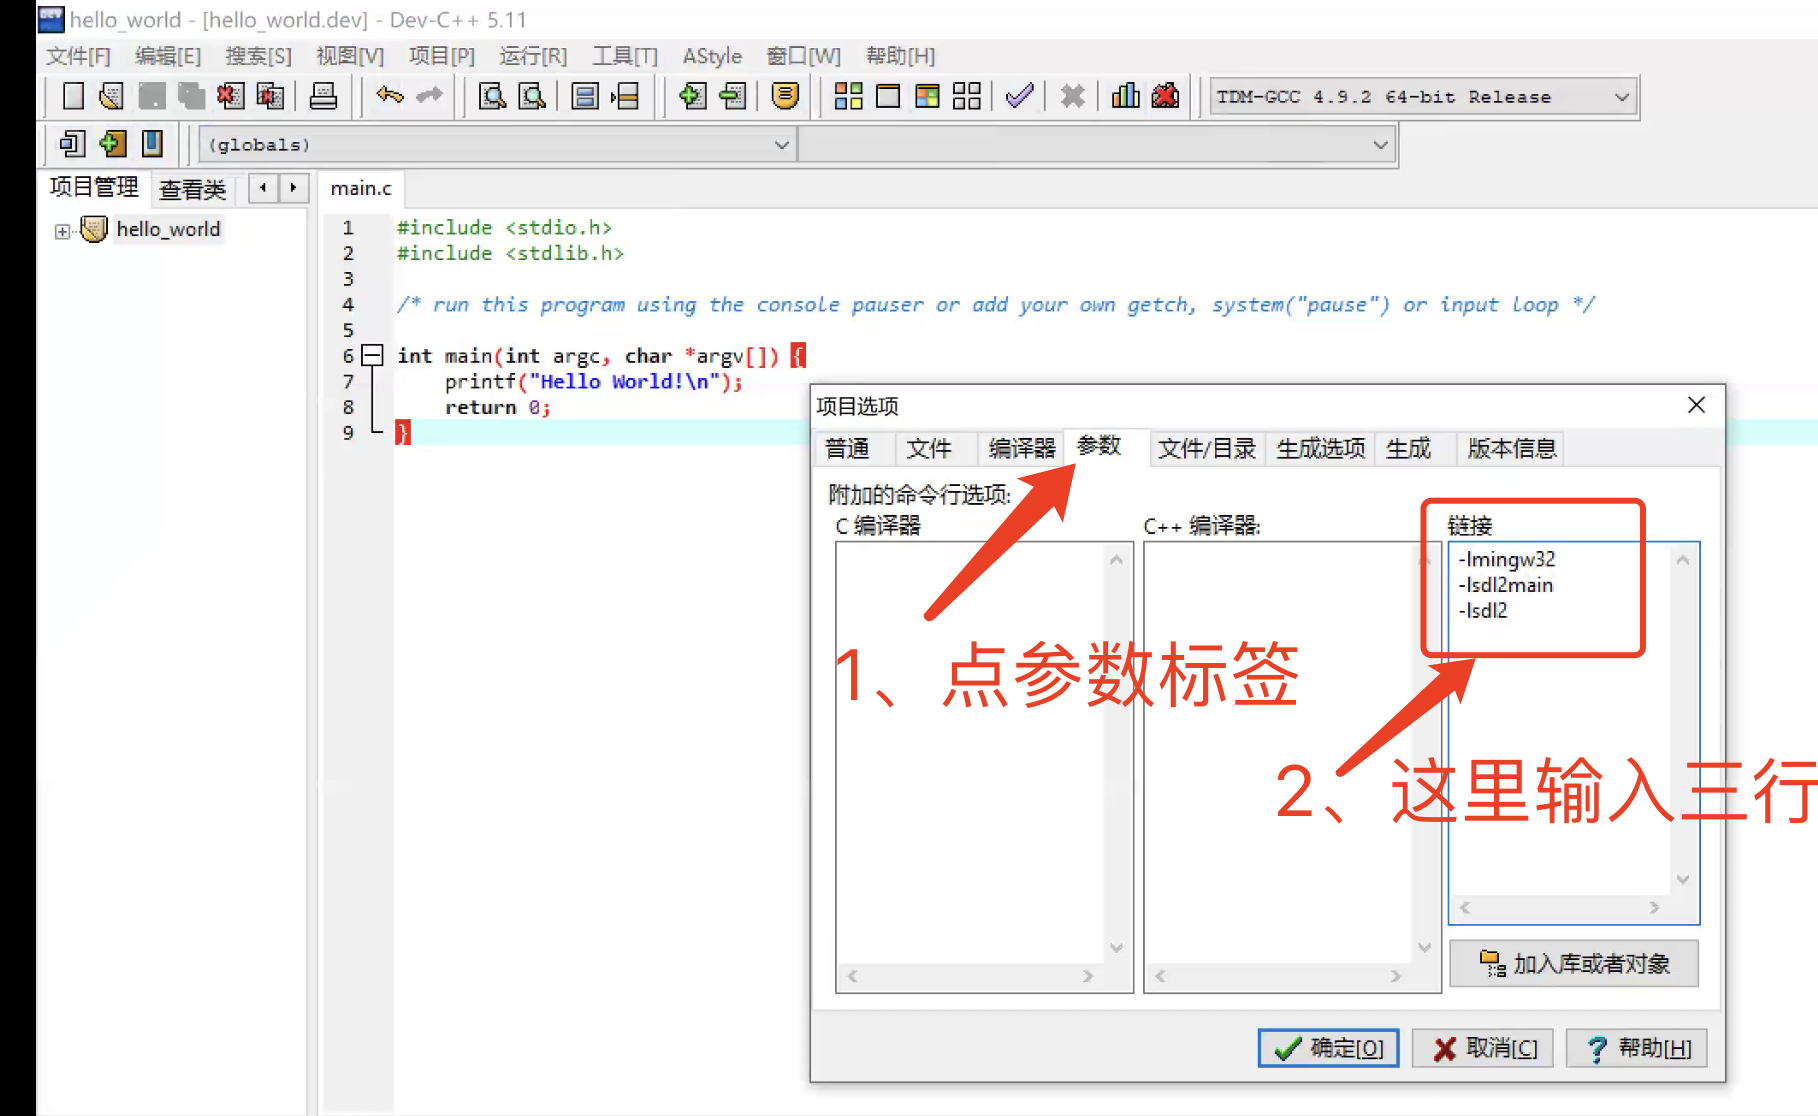 hello_world - [hello_world.dev] - Dev-C++ 5.11
文件[F] 编辑[E] 搜索[S] 视图[V] 项目[P] 运行[R] 工具[T] AStyle 窗口[W] 帮助[H]
TDM-GCC 4.9.2 64-bit Release
(globals)
项目管理 查看类 main.c
hello_world
1 #include <stdio.h>
2 #include <stdlib.h>
3
4 /* run this program using the console pauser or add your own getch, system("pause") or input loop */
5
6 int main(int argc, char *argv[]) {
7 printf("Hello World!\n");
8 return 0;
9 }
项目选项
普通 文件 编译器 参数 文件/目录 生成选项 生成 版本信息
附加的命令行选项:
C 编译器 C++ 编译器: 链接
-lmingw32
-lsdl2main
-lsdl2
1、点参数标签
2、这里输入三行
加入库或者对象
确定[O] 取消[C] 帮助[H]